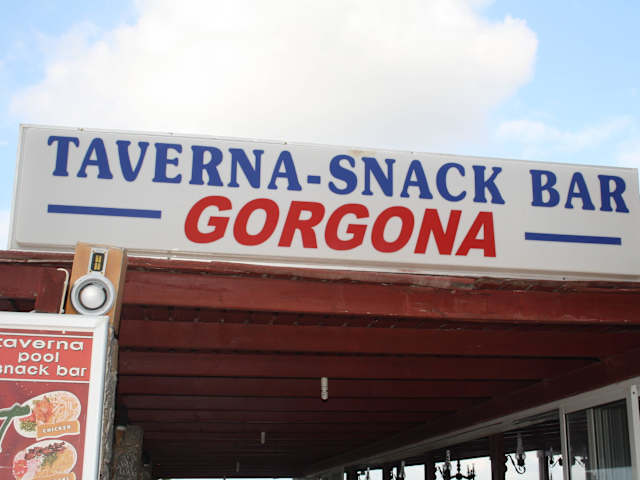 TAVERNA-SNACK BAR
GORGONA
taverna
pool
snack bar
CHICKEN